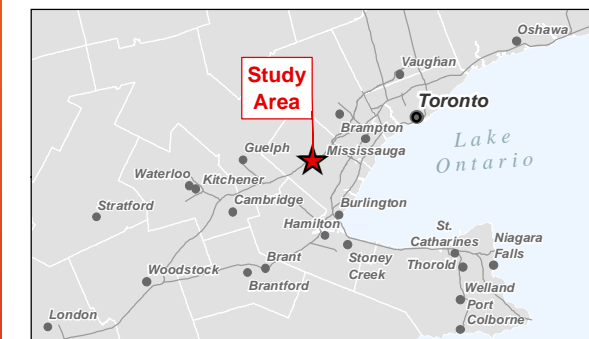 Oshawa
Vaughan
Study
Area
Toronto
Brampton
Lake
Ontario
Guelph
Mississauga
Waterloo
Kitchener
Cambridge
Stratford
Burlington
Hamilton
St.
Catharines
Niagara
Falls
Stoney
Creek
Thorold
Brant
Woodstock
Brantford
Welland
Port
Colborne
London